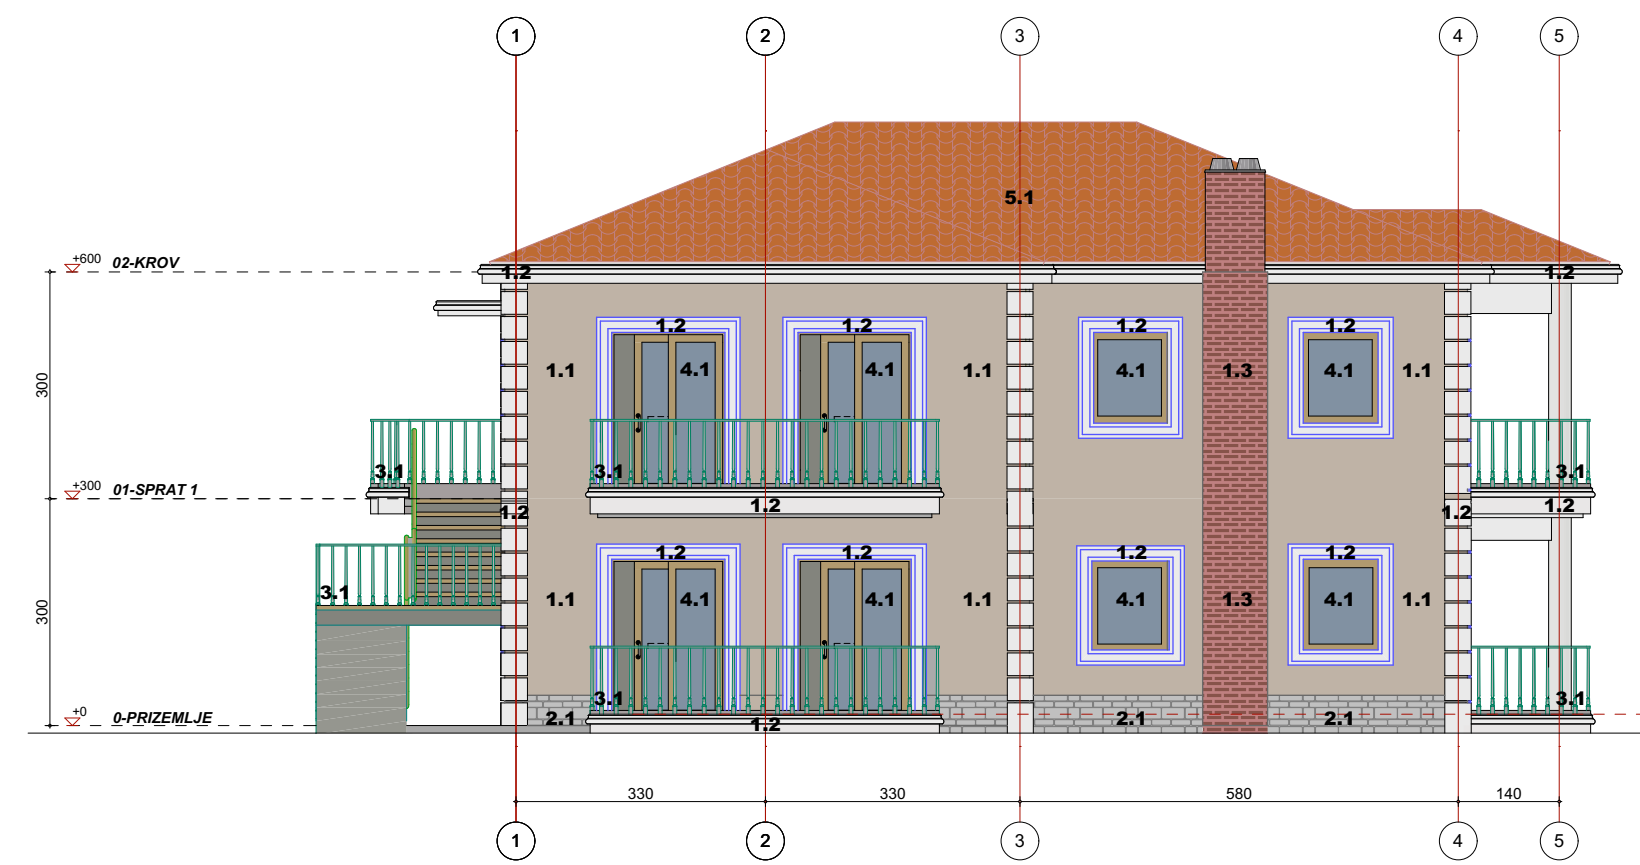 1 2 3 4 5
5.1
+600 02-KROV
1.2 1.2
1.2 1.2 1.2 1.2
1.1 4.1 4.1 1.1 4.1 1.3 4.1 1.1
300
3.1 3.1 3.1
+300 01-SPRAT 1
1.2 1.2 1.2 1.2
1.2 1.2 1.2 1.2
3.1 1.1 4.1 4.1 1.1 4.1 1.3 4.1 1.1
300
3.1 3.1
+0 0-PRIZEMLJE
2.1 1.2 2.1 2.1
330 330 580 140
1 2 3 4 5